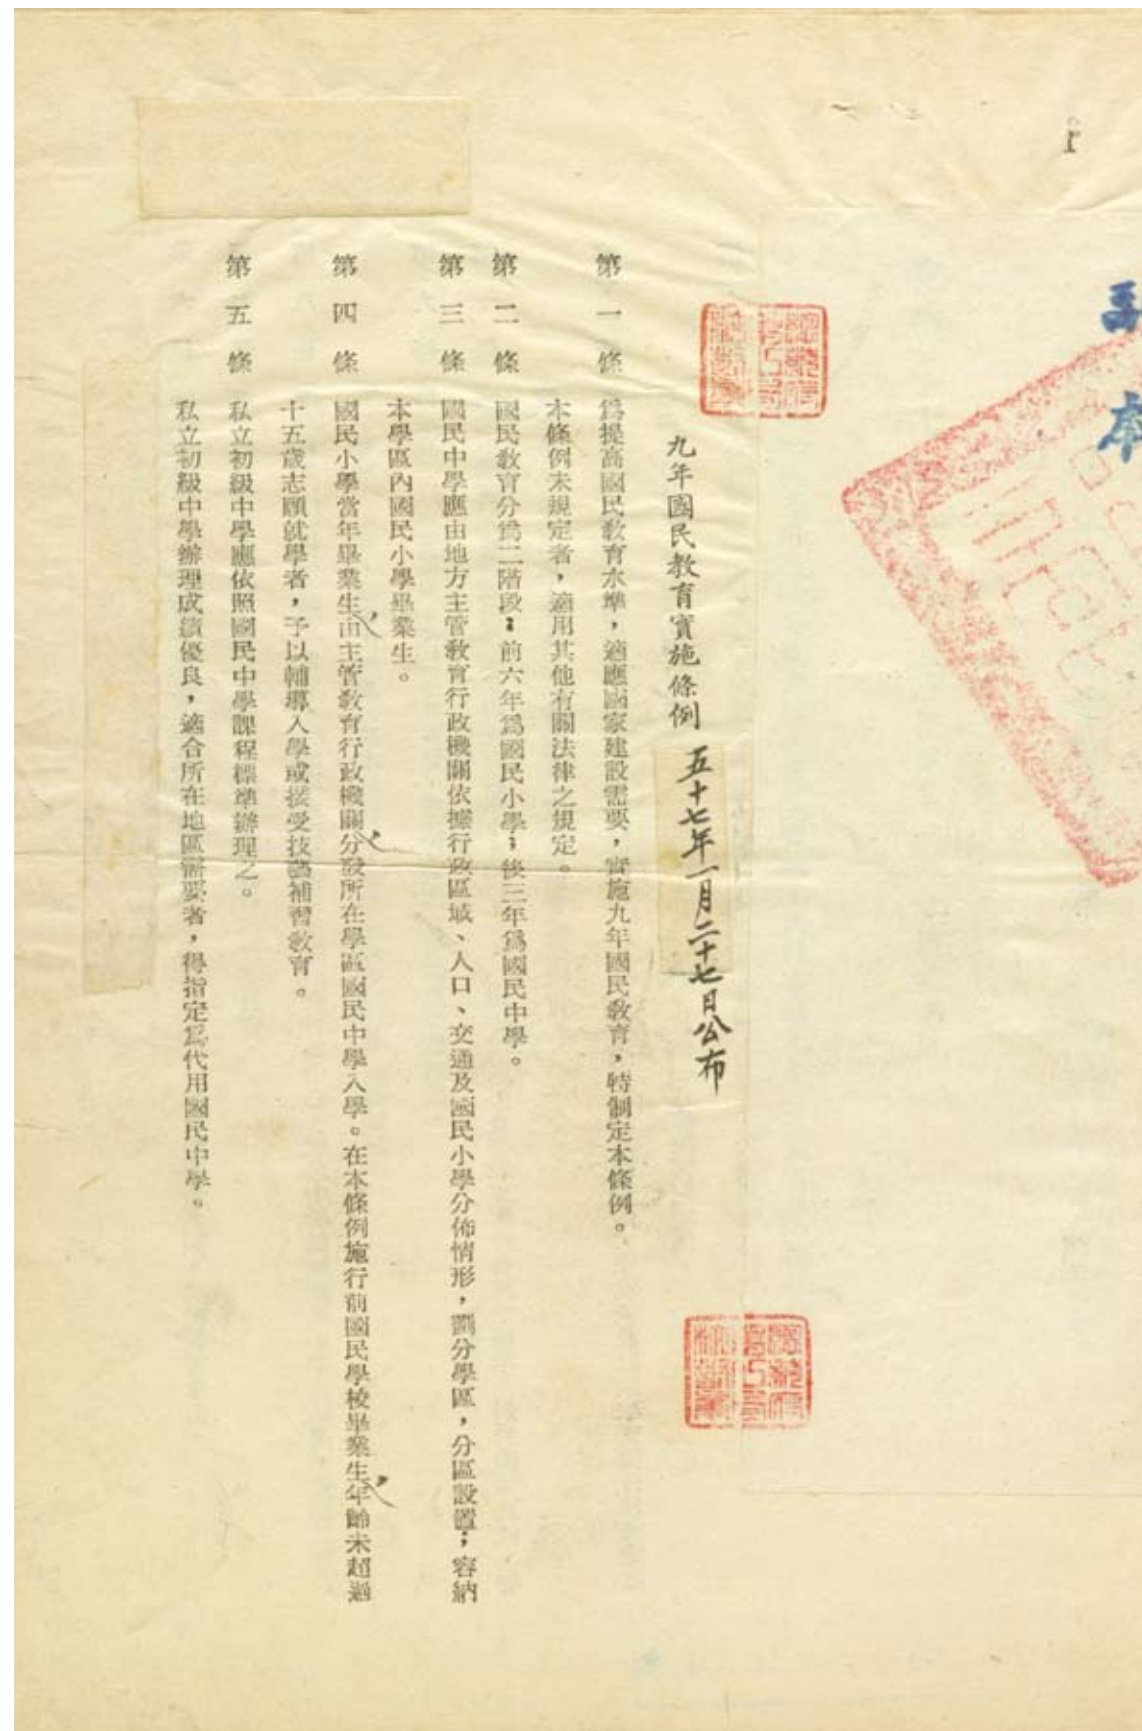 副本
九年國民教育實施條例 五十七年一月二十七日公布
第一條 為提高國民教育水準，適應國家建設需要，實施九年國民教育，特制定本條例。
本條例未規定者，適用其他有關法律之規定。
第二條 國民教育分為二階段：前六年為國民小學；後三年為國民中學。
第三條 國民中學應由地方主管教育行政機關依據行政區域、人口、交通及國民小學分佈情形，劃分學區，分區設置；容納
本學區內國民小學畢業生。
第四條 國民小學當年畢業生由主管教育行政機關分發所在學區國民中學入學。在本條例施行前國民學校畢業生年齡未超過
十五歲志願就學者，予以輔導入學或接受技藝補習教育。
第五條 私立初級中學應依照國民中學課程標準辦理之。
私立初級中學辦理成績優良，適合所在地區需要者，得指定為代用國民中學。